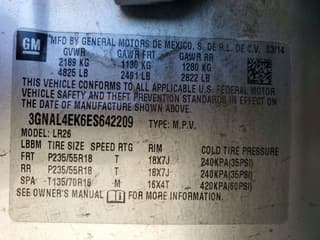 GM MFD BY GENERAL MOTORS DE MEXICO, S. DE R.L. DE C.V. 03/14
GVWR GAWR FRT GAWR RR
2189 KG 1130 KG 1280 KG
4825 LB 2491 LB 2822 LB
THIS VEHICLE CONFORMS TO ALL APPLICABLE U.S. FEDERAL MOTOR
VEHICLE SAFETY AND THEFT PREVENTION STANDARDS IN EFFECT ON
THE DATE OF MANUFACTURE SHOWN ABOVE.
3GNAL4EK6ES642209 TYPE: M.P.V.
MODEL: LR26
LBBM TIRE SIZE SPEED RTG RIM COLD TIRE PRESSURE
FRT P235/55R18 T 18X7J 240KPA(35PSI)
RR P235/55R18 T 18X7J 240KPA(35PSI)
SPA T135/70R16 M 16X4T 420KPA(60PSI)
SEE OWNER'S MANUAL FOR MORE INFORMATION.